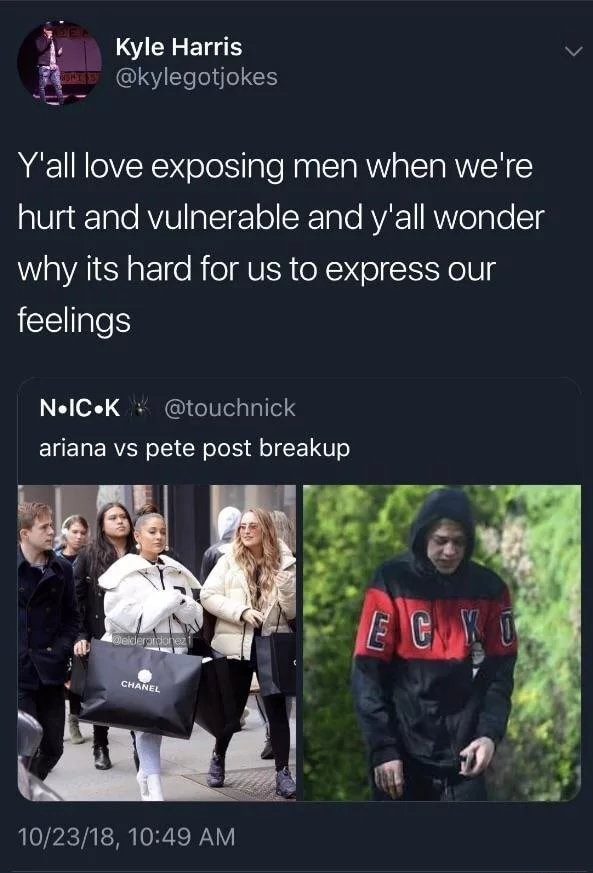 Kyle Harris
@kylegotjokes
Y'all love exposing men when we're
hurt and vulnerable and y'all wonder
why its hard for us to express our
feelings
N•IC•K 🕷 @touchnick
ariana vs pete post breakup
@elderordonez1
CHANEL
ECKO
10/23/18, 10:49 AM